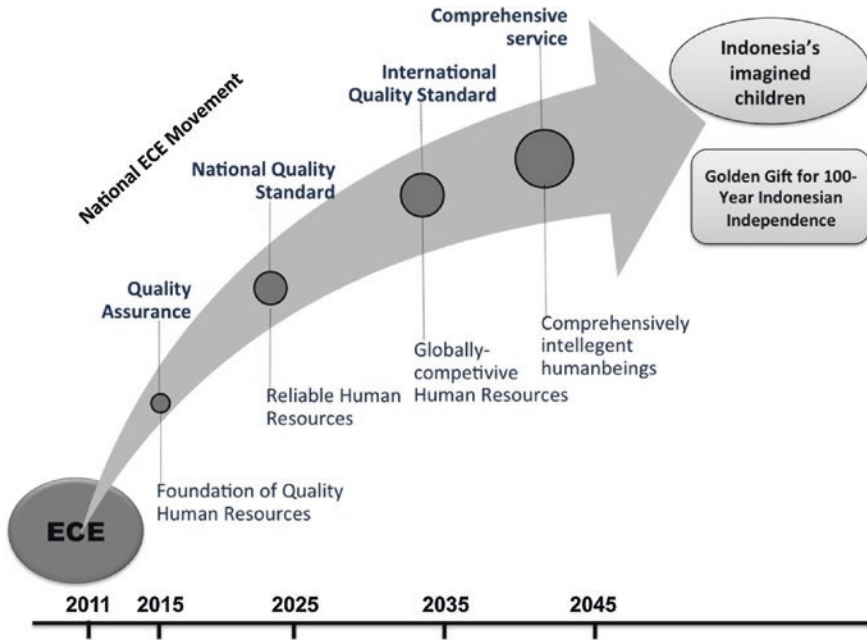 Comprehensive
service
Indonesia's
imagined
children
International
Quality Standard
National ECE Movement
National Quality
Standard
Golden Gift for 100-
Year Indonesian
Independence
Quality
Assurance
Comprehensively
intellegent
humanbeings
Globally-
competivive
Human Resources
Reliable Human
Resources
Foundation of Quality
Human Resources
ECE
2011 2015 2025 2035 2045